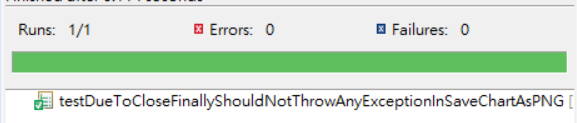 Runs: 1/1 Errors: 0 Failures: 0
testDueToCloseFinallyShouldNotThrowAnyExceptionInSaveChartAsPNG [